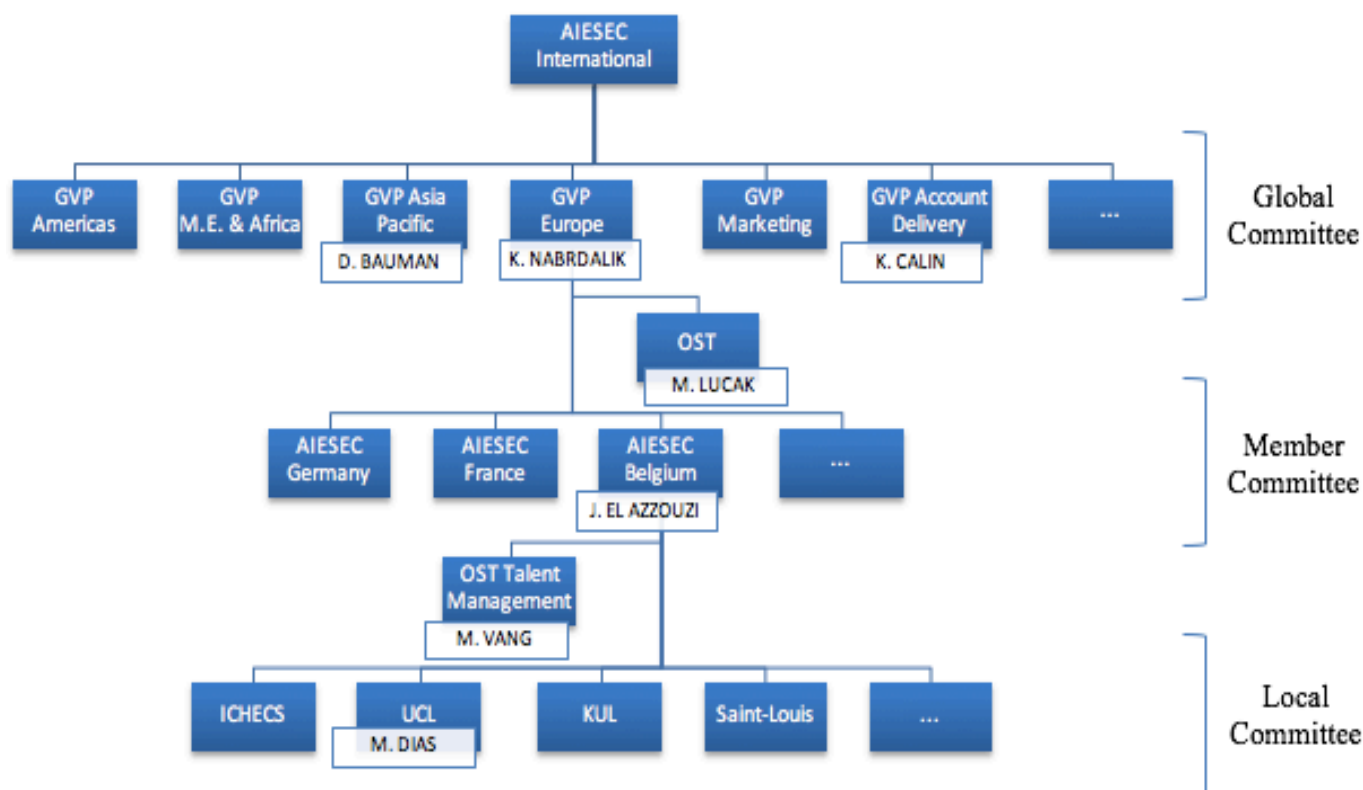 AIESEC
International
GVP
Americas
GVP
M.E. & Africa
GVP Asia
Pacific
D. BAUMAN
GVP
Europe
K. NABRDALIK
GVP
Marketing
GVP Account
Delivery
K. CALIN
...
Global
Committee
OST
M. LUCAK
AIESEC
Germany
AIESEC
France
AIESEC
Belgium
J. EL AZZOUZI
...
Member
Committee
OST Talent
Management
M. VANG
ICHECS
UCL
M. DIAS
KUL
Saint-Louis
...
Local
Committee